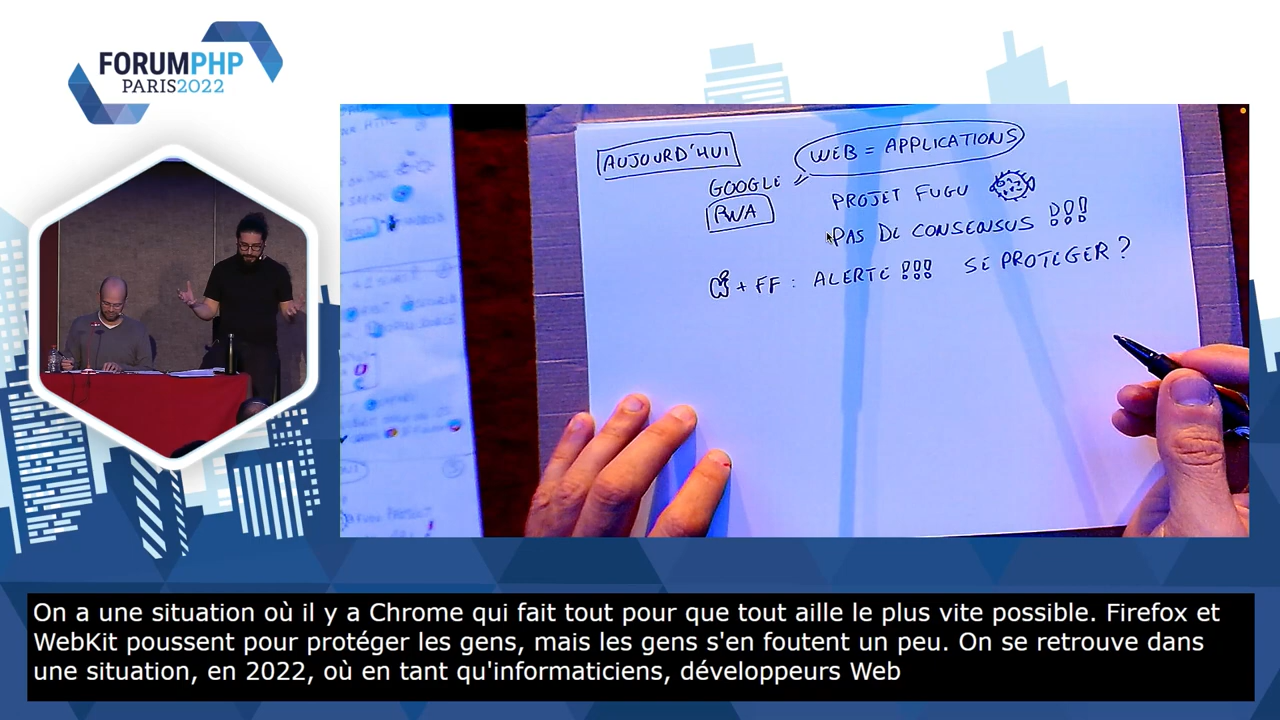 FORUMPHP
PARIS2022
AUJOURD'HUI
WEB = APPLICATIONS
GOOGLE
PWA
PROJET FUGU
PAS DE CONSENSUS !!!
+ FF : ALERTE !!! SE PROTEGER ?
On a une situation où il y a Chrome qui fait tout pour que tout aille le plus vite possible. Firefox et
WebKit poussent pour protéger les gens, mais les gens s'en foutent un peu. On se retrouve dans
une situation, en 2022, où en tant qu'informaticiens, développeurs Web